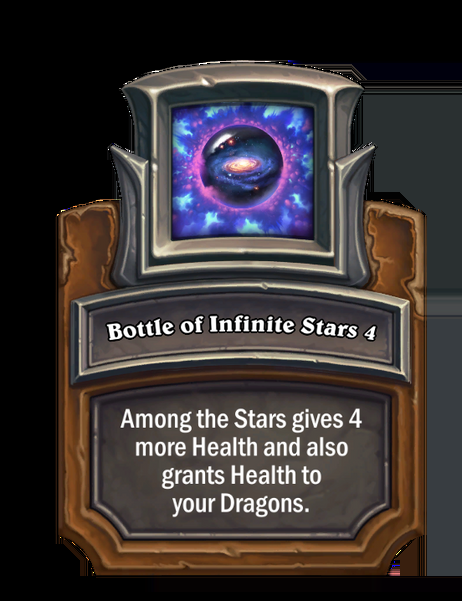 Bottle of Infinite Stars 4
Among the Stars gives 4
more Health and also
grants Health to
your Dragons.